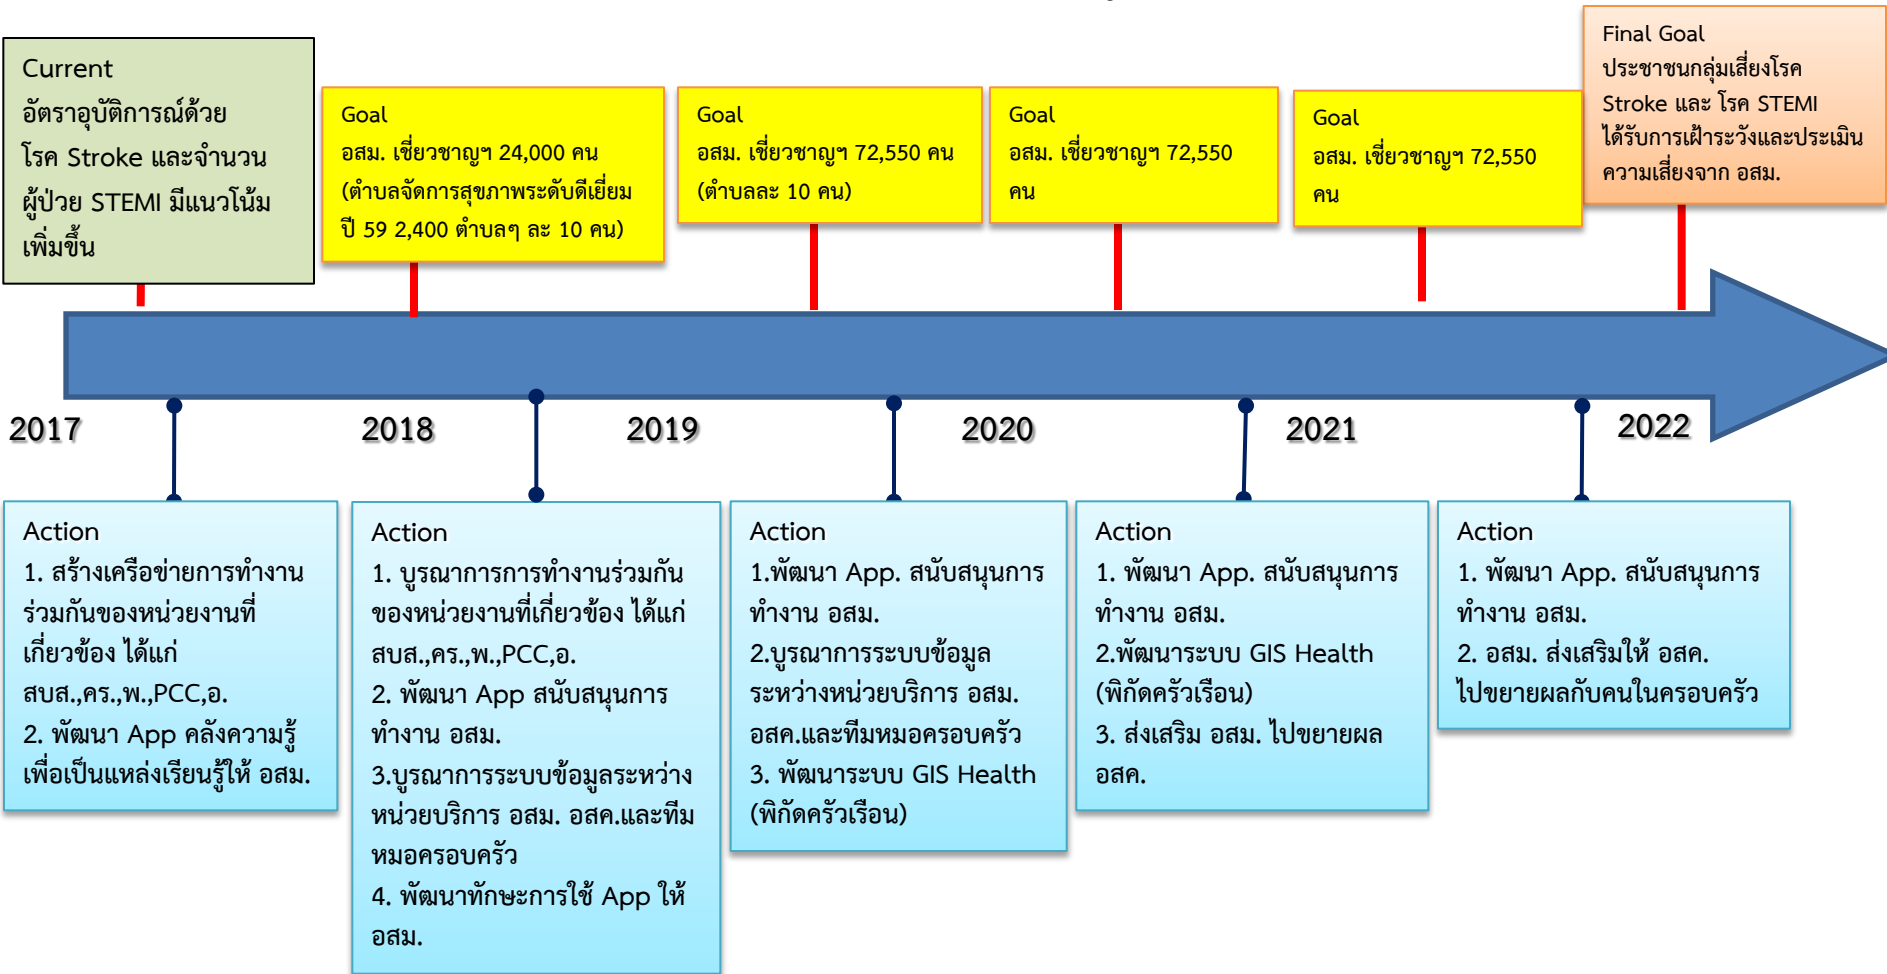 Current
อัตราอุบัติการณ์ด้วย
โรค Stroke และจำนวน
ผู้ป่วย STEMI มีแนวโน้ม
เพิ่มขึ้น
Goal
อสม. เชี่ยวชาญฯ 24,000 คน
(ตำบลจัดการสุขภาพระดับดีเยี่ยม
ปี 59 2,400 ตำบลๆ ละ 10 คน)
Goal
อสม. เชี่ยวชาญฯ 72,550 คน
(ตำบลละ 10 คน)
Goal
อสม. เชี่ยวชาญฯ 72,550
คน
Goal
อสม. เชี่ยวชาญฯ 72,550
คน
Final Goal
ประชาชนกลุ่มเสี่ยงโรค
Stroke และ โรค STEMI
ได้รับการเฝ้าระวังและประเมิน
ความเสี่ยงจาก อสม.
2017
2018
2019
2020
2021
2022
Action
1. สร้างเครือข่ายการทำงาน
ร่วมกันของหน่วยงานที่
เกี่ยวข้อง ได้แก่
สบส.,คร.,พ.,PCC,อ.
2. พัฒนา App คลังความรู้
เพื่อเป็นแหล่งเรียนรู้ให้ อสม.
Action
1. บูรณาการการทำงานร่วมกัน
ของหน่วยงานที่เกี่ยวข้อง ได้แก่
สบส.,คร.,พ.,PCC,อ.
2. พัฒนา App สนับสนุนการ
ทำงาน อสม.
3.บูรณาการระบบข้อมูลระหว่าง
หน่วยบริการ อสม. อสค.และทีม
หมอครอบครัว
4. พัฒนาทักษะการใช้ App ให้
อสม.
Action
1.พัฒนา App. สนับสนุนการ
ทำงาน อสม.
2.บูรณาการระบบข้อมูล
ระหว่างหน่วยบริการ อสม.
อสค.และทีมหมอครอบครัว
3. พัฒนาระบบ GIS Health
(พิกัดครัวเรือน)
Action
1. พัฒนา App. สนับสนุนการ
ทำงาน อสม.
2.พัฒนาระบบ GIS Health
(พิกัดครัวเรือน)
3. ส่งเสริม อสม. ไปขยายผล
อสค.
Action
1. พัฒนา App. สนับสนุนการ
ทำงาน อสม.
2. อสม. ส่งเสริมให้ อสค.
ไปขยายผลกับคนในครอบครัว